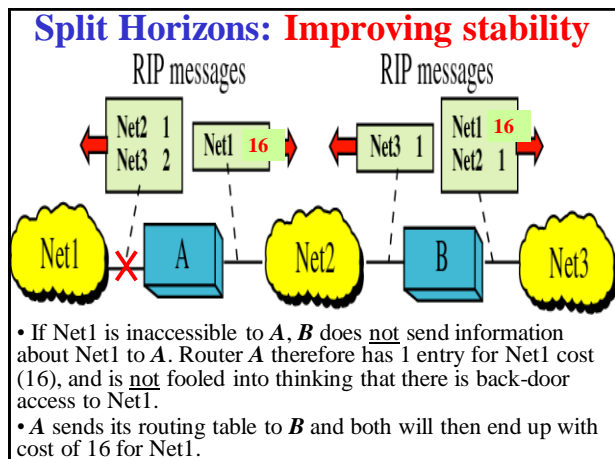 Split Horizons: Improving stability
RIP messages
RIP messages
Net2 1
Net3 2
Net1 16
Net3 1
Net1 16
Net2 1
Net1
A
Net2
B
Net3
• If Net1 is inaccessible to A, B does not send information
about Net1 to A. Router A therefore has 1 entry for Net1 cost
(16), and is not fooled into thinking that there is back-door
access to Net1.
• A sends its routing table to B and both will then end up with
cost of 16 for Net1.